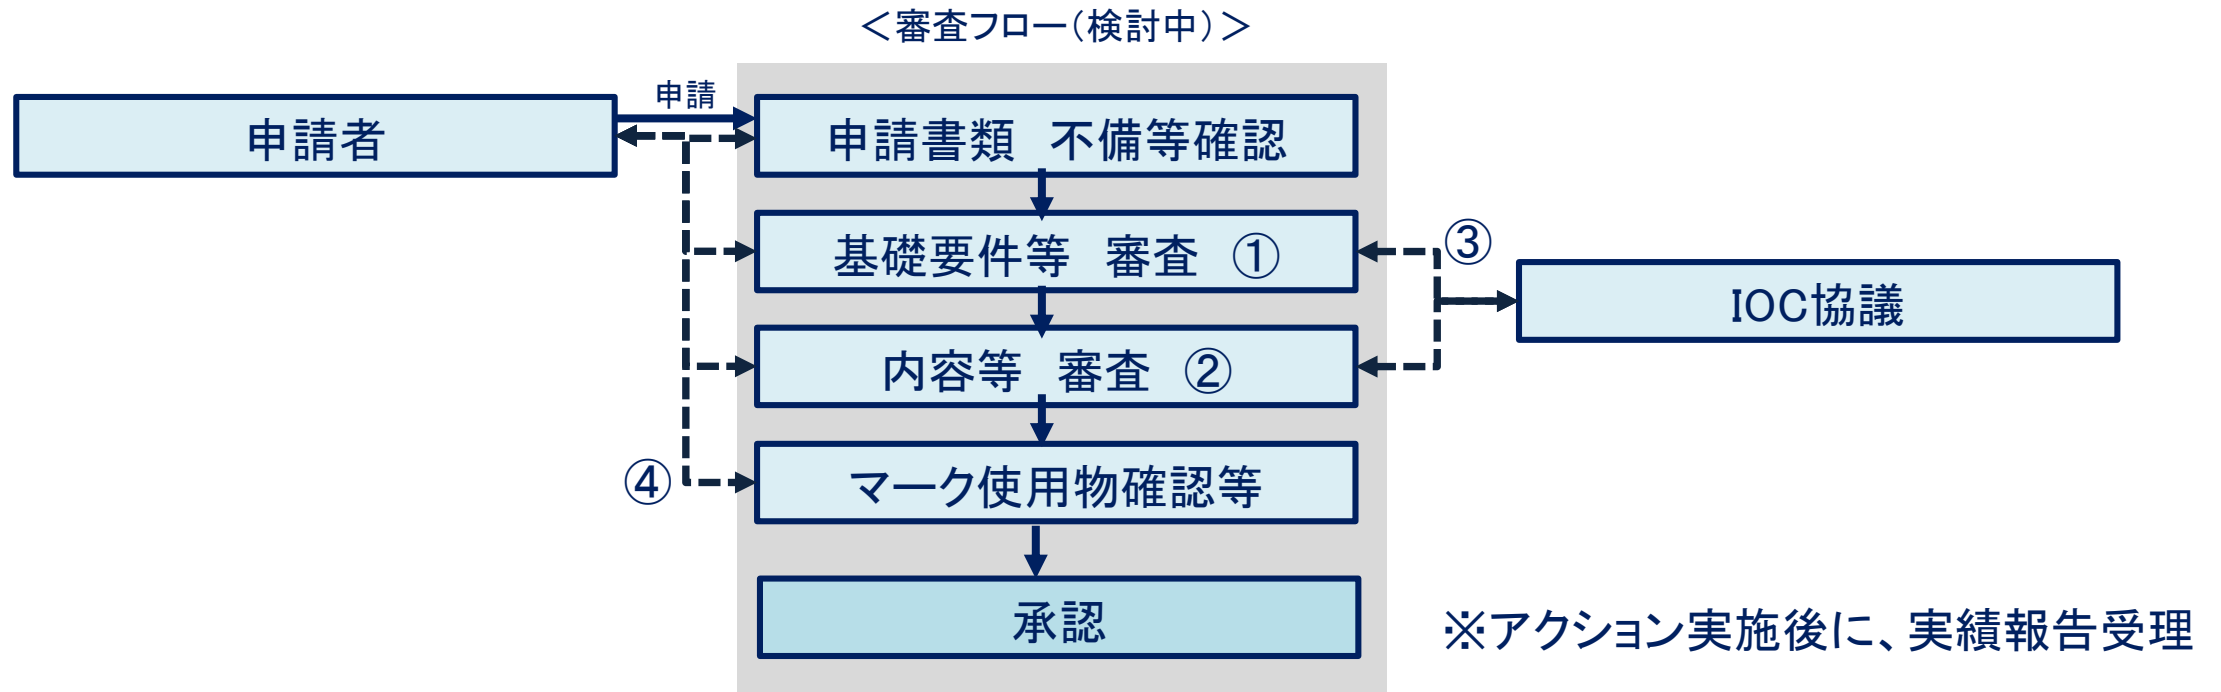 ＜審査フロー（検討中）＞
申請
申請者
申請書類　不備等確認
基礎要件等　審査　①
③
IOC協議
内容等　審査　②
④
マーク使用物確認等
承認
※アクション実施後に、実績報告受理